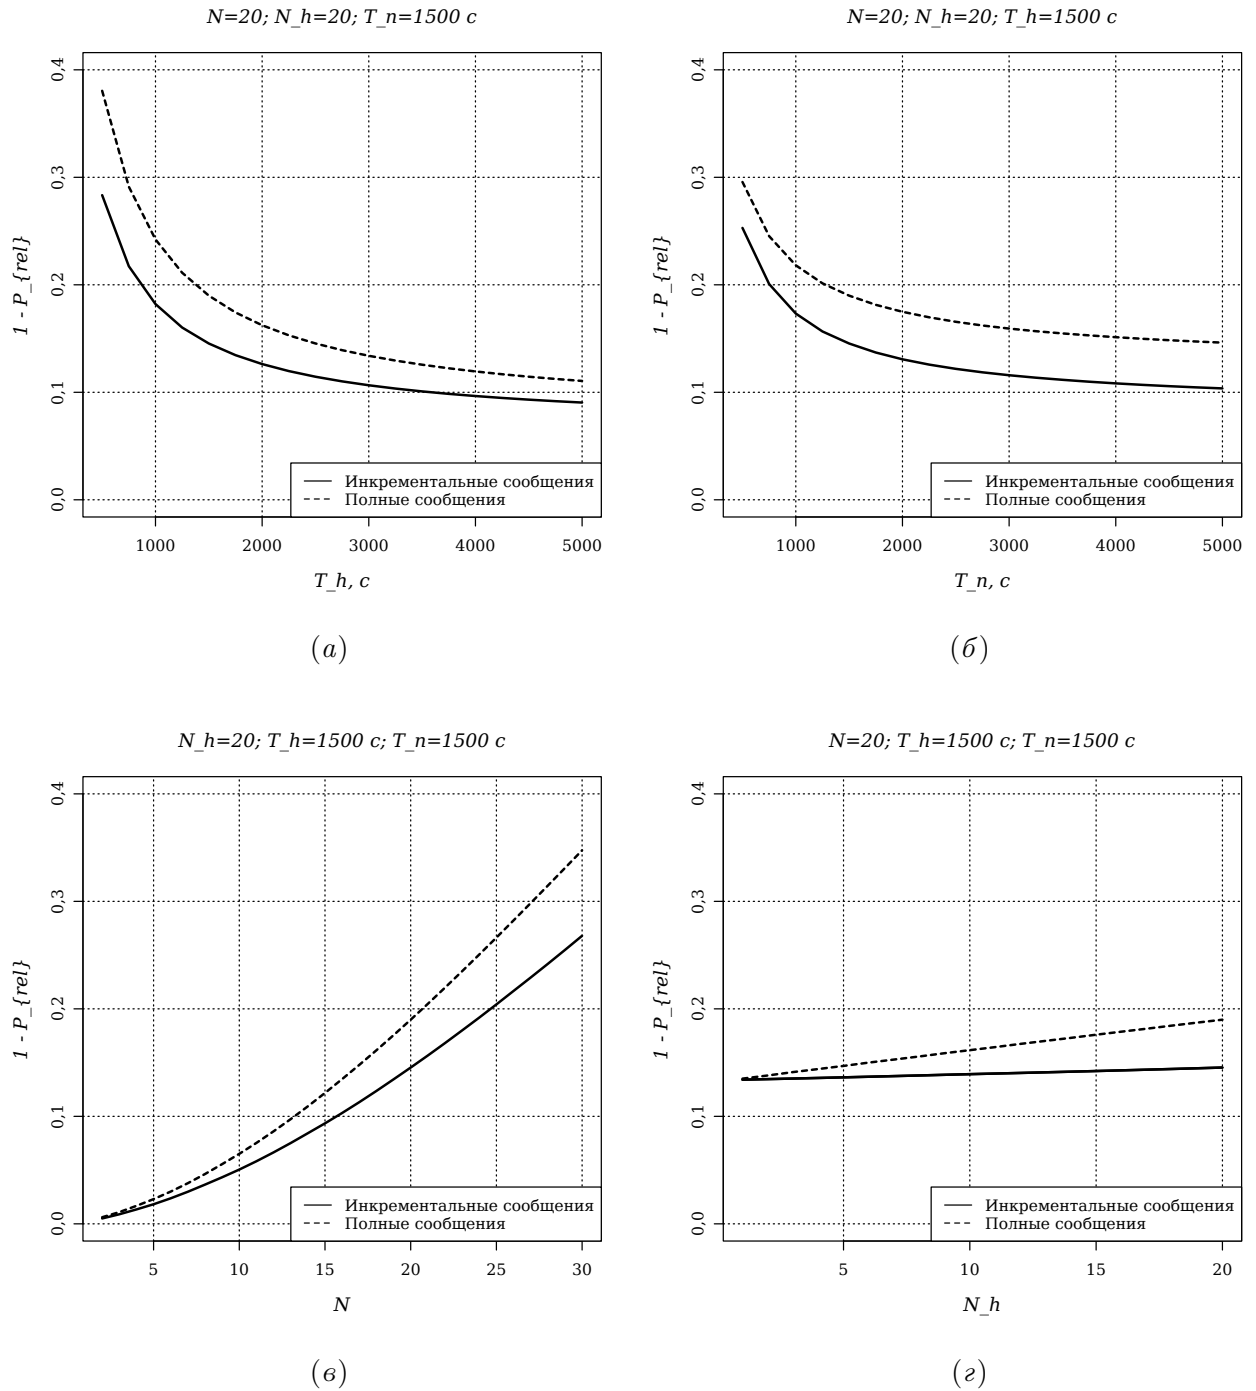 N=20; N_h=20; T_n=1500 c
0,4
0,3
0,2
0,1
0,0
1 - P_{rel}
Инкрементальные сообщения
Полные сообщения
1000 2000 3000 4000 5000
T_h, c
(а)
N=20; N_h=20; T_h=1500 c
0,4
0,3
0,2
0,1
0,0
1 - P_{rel}
Инкрементальные сообщения
Полные сообщения
1000 2000 3000 4000 5000
T_n, c
(б)
N_h=20; T_h=1500 c; T_n=1500 c
0,4
0,3
0,2
0,1
0,0
1 - P_{rel}
Инкрементальные сообщения
Полные сообщения
5 10 15 20 25 30
N
(в)
N=20; T_h=1500 c; T_n=1500 c
0,4
0,3
0,2
0,1
0,0
1 - P_{rel}
Инкрементальные сообщения
Полные сообщения
5 10 15 20
N_h
(г)